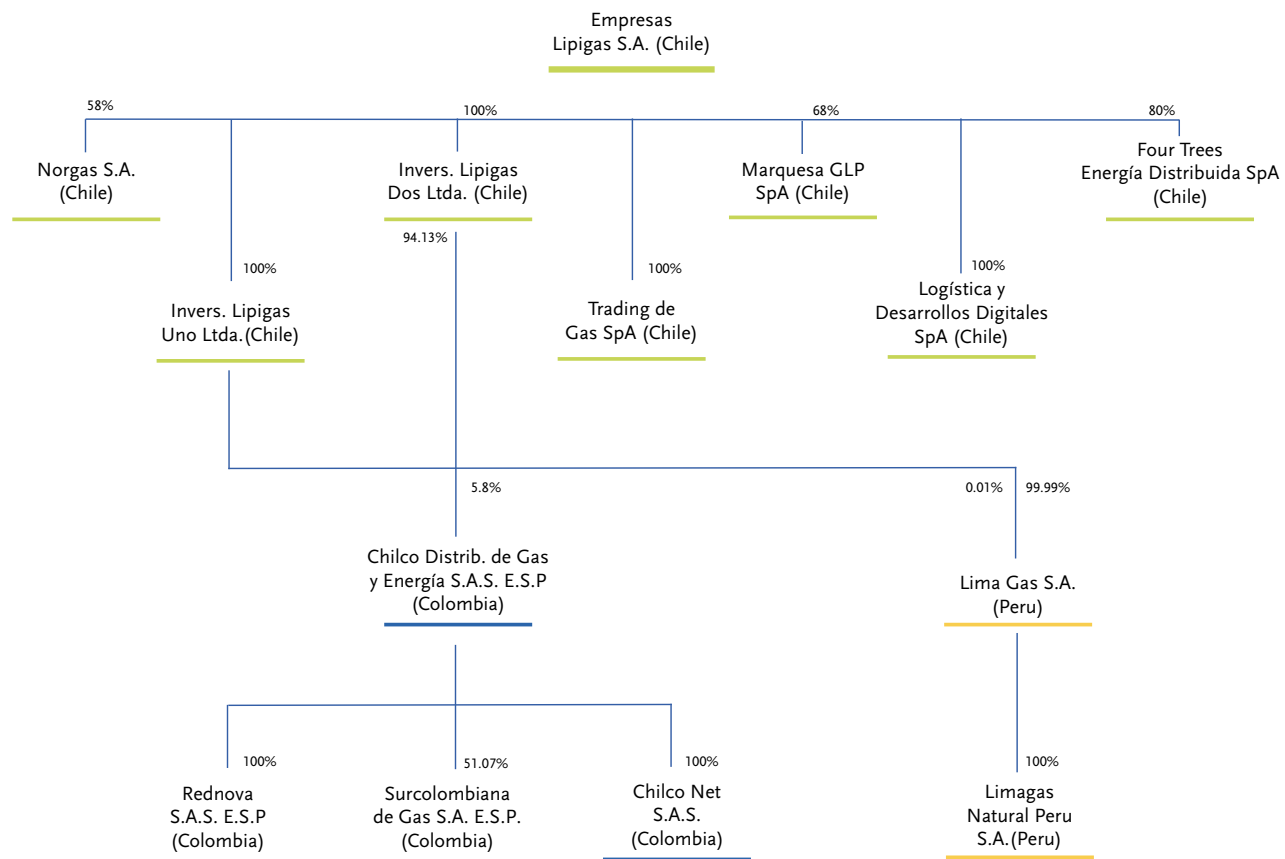 Empresas
Lipigas S.A. (Chile)
58%
100%
68%
80%
Norgas S.A.
(Chile)
Invers. Lipigas
Dos Ltda. (Chile)
Marquesa GLP
SpA (Chile)
Four Trees
Energía Distribuida SpA
(Chile)
94.13%
100%
100%
100%
Invers. Lipigas
Uno Ltda.(Chile)
Trading de
Gas SpA (Chile)
Logística y
Desarrollos Digitales
SpA (Chile)
5.8%
0.01%
99.99%
Chilco Distrib. de Gas
y Energía S.A.S. E.S.P
(Colombia)
Lima Gas S.A.
(Peru)
100%
51.07%
100%
100%
Rednova
S.A.S. E.S.P
(Colombia)
Surcolombiana
de Gas S.A. E.S.P.
(Colombia)
Chilco Net
S.A.S.
(Colombia)
Limagas
Natural Peru
S.A.(Peru)